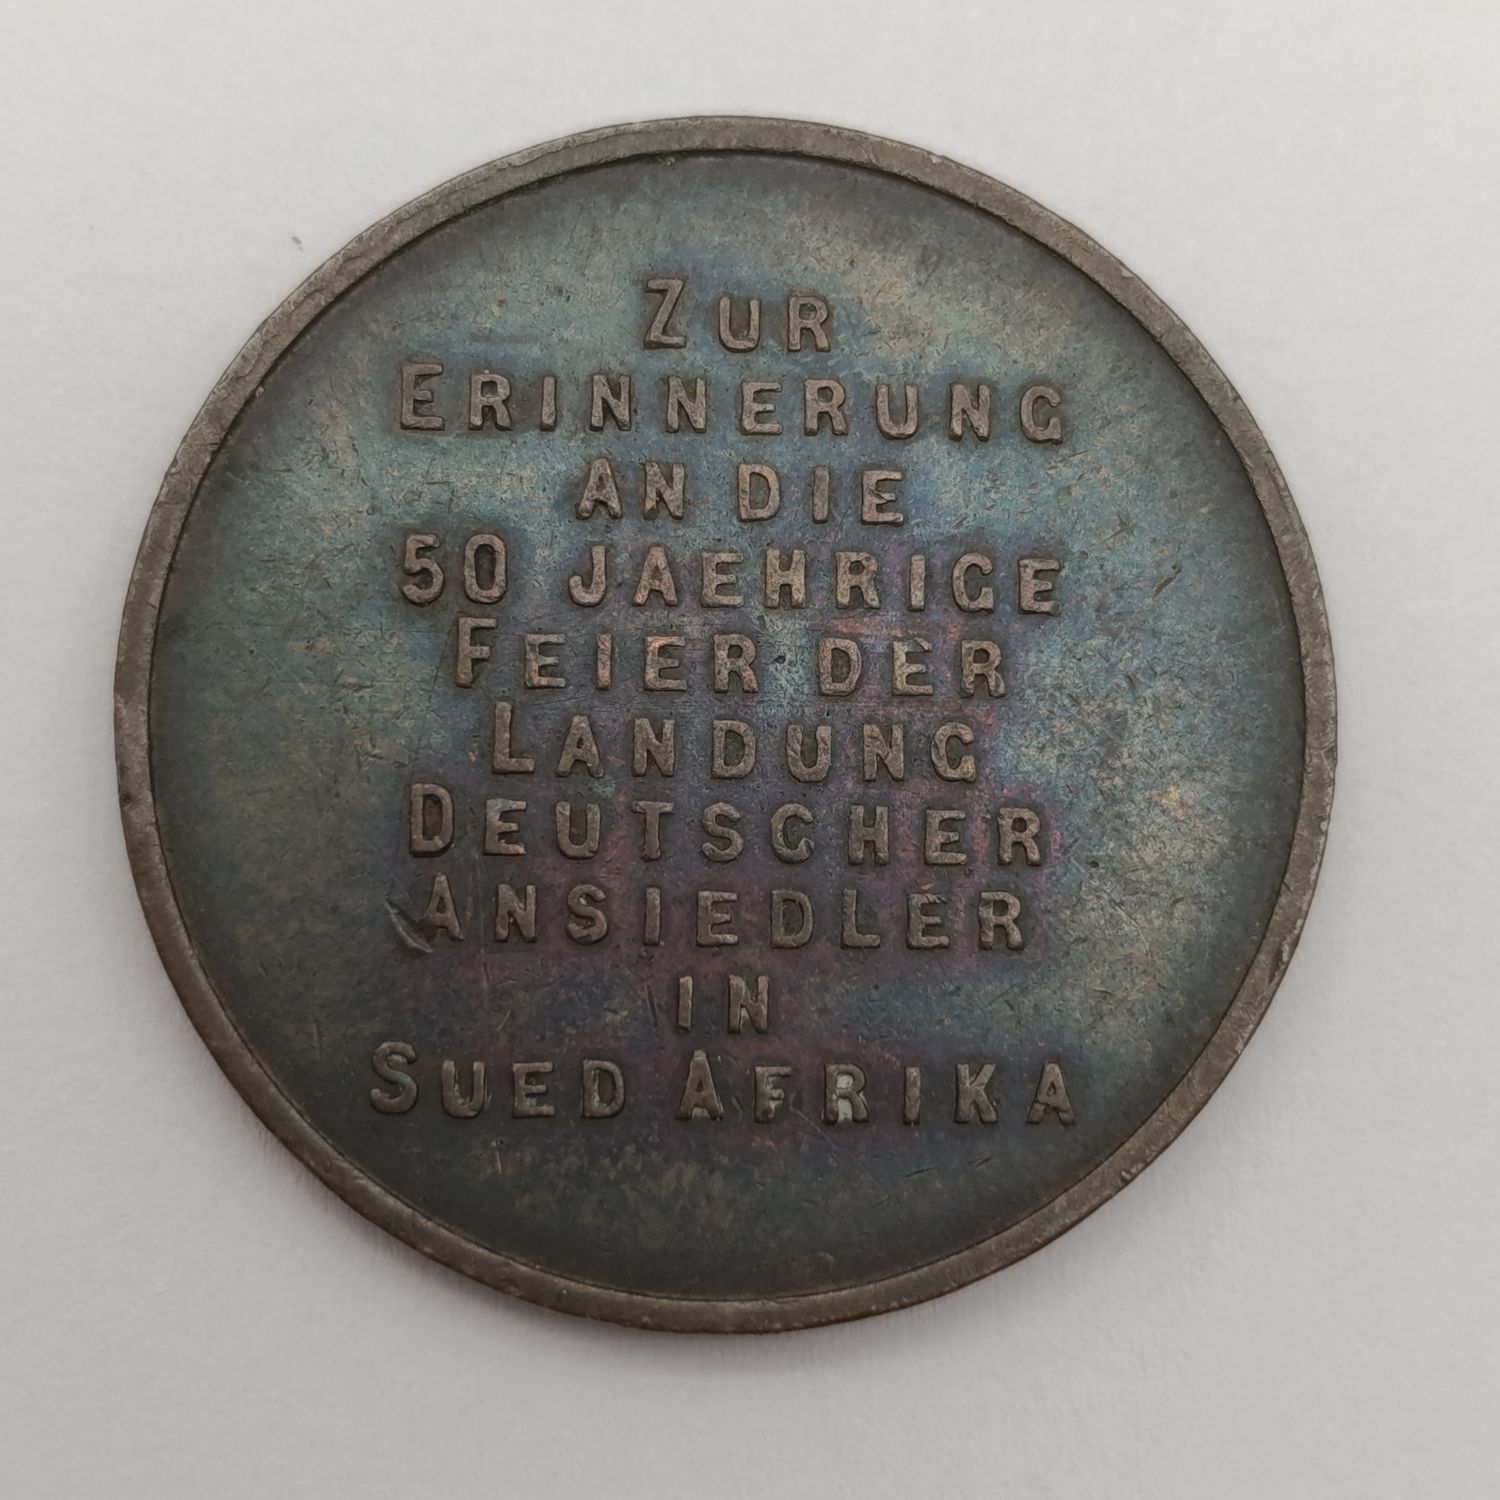 ZUR
ERINNERUNG
AN DIE
50 JAEHRIGE
FEIER DER
LANDUNG
DEUTSCHER
ANSIEDLER
IN
SUED AFRIKA